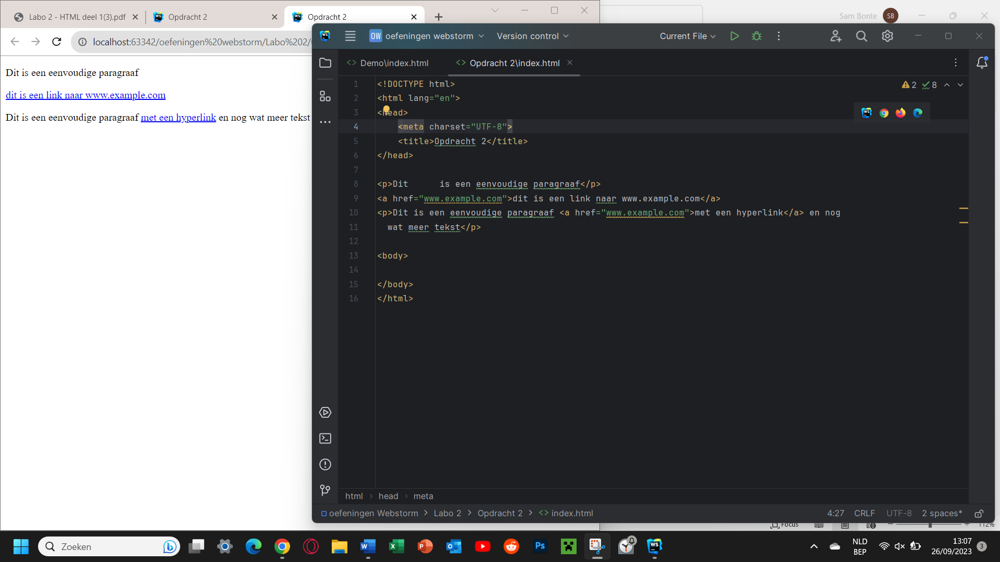 Labo 2 - HTML deel 1(3).pdf
Opdracht 2
Opdracht 2
Sam Bonte
SB
localhost:63342/oefeningen%20webstorm/Labo%202/
Dit is een eenvoudige paragraaf
dit is een link naar www.example.com
Dit is een eenvoudige paragraaf met een hyperlink en nog wat meer tekst
WS
OW
oefeningen webstorm
Version control
Current File
Demo\index.html
Opdracht 2\index.html
2
8
1 <!DOCTYPE html>
2 <html lang="en">
3 <head>
4 <meta charset="UTF-8">
5 <title>Opdracht 2</title>
6 </head>
7
8 <p>Dit      is een eenvoudige paragraaf</p>
9 <a href="www.example.com">dit is een link naar www.example.com</a>
10 <p>Dit is een eenvoudige paragraaf <a href="www.example.com">met een hyperlink</a> en nog
11 wat meer tekst</p>
12
13 <body>
14
15 </body>
16 </html>
html > head > meta
oefeningen Webstorm > Labo 2 > Opdracht 2 > <> index.html
4:27 CRLF UTF-8 2 spaces*
Focus
112%
Zoeken
Ps
NLD
BEP
13:07
26/09/2023
3